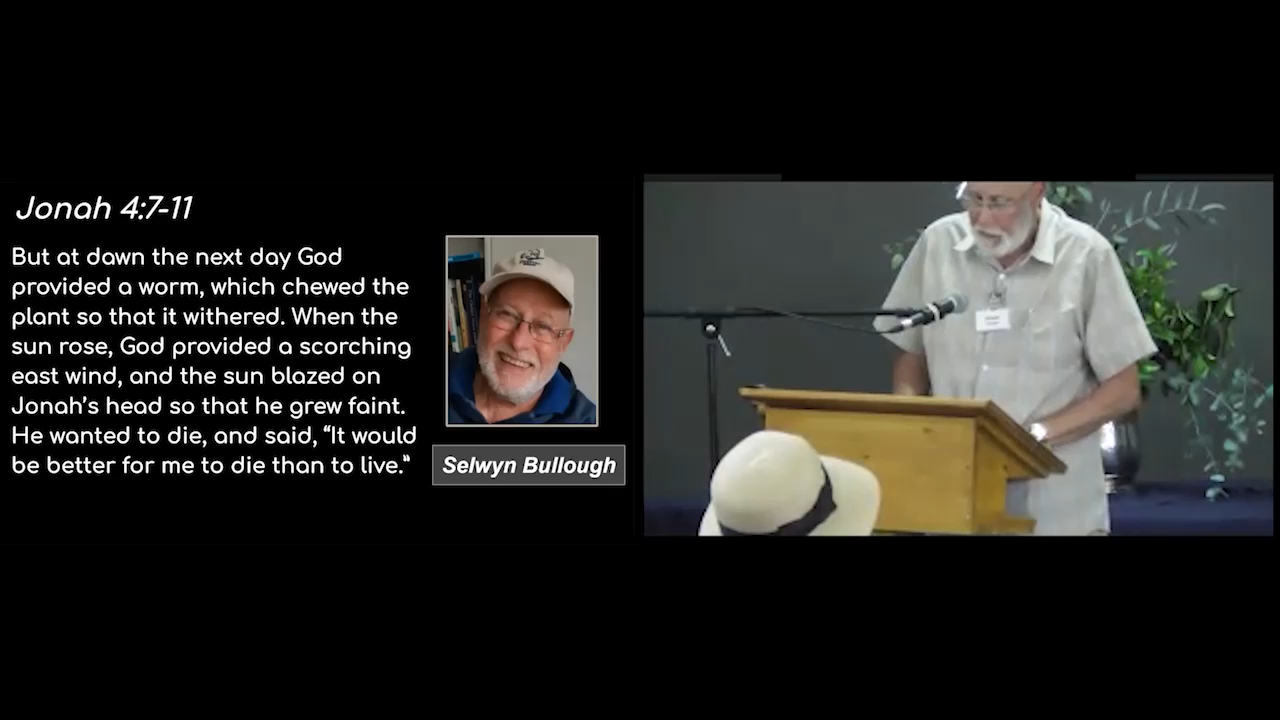 Jonah 4:7-11
But at dawn the next day God
provided a worm, which chewed the
plant so that it withered. When the
sun rose, God provided a scorching
east wind, and the sun blazed on
Jonah's head so that he grew faint.
He wanted to die, and said, “It would
be better for me to die than to live.”
Selwyn Bullough